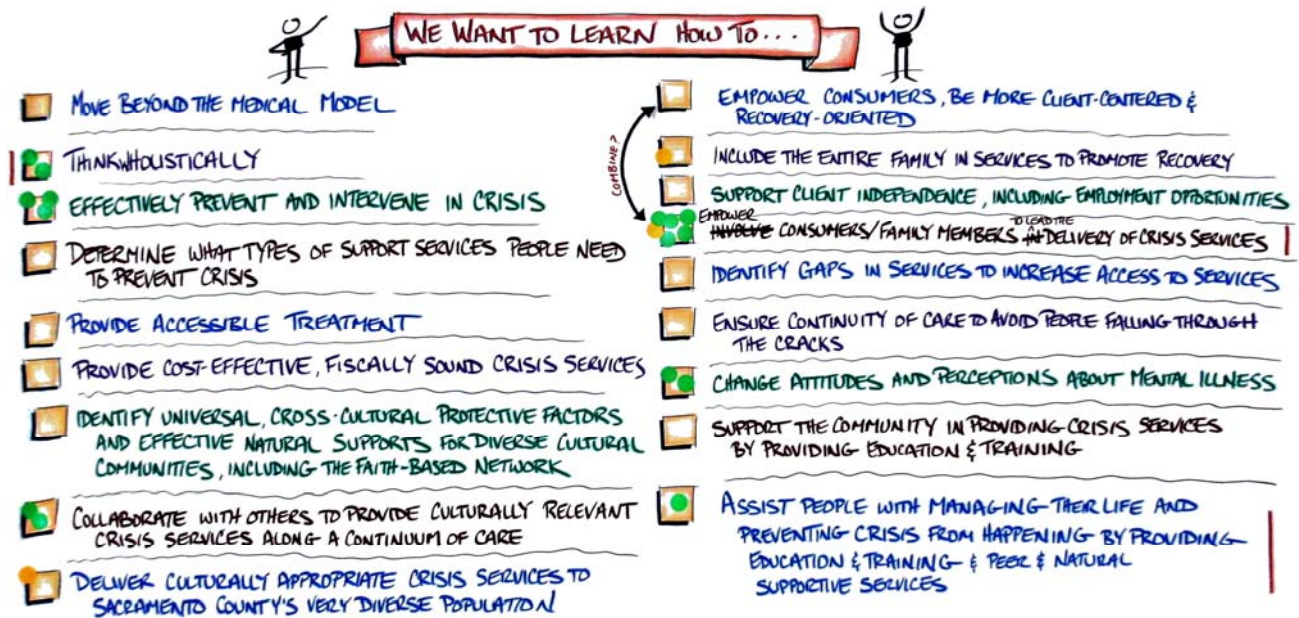 WE WANT TO LEARN HOW TO...
MOVE BEYOND THE MEDICAL MODEL
THINK WHOLISTICALLY
EFFECTIVELY PREVENT AND INTERVENE IN CRISIS
DETERMINE WHAT TYPES OF SUPPORT SERVICES PEOPLE NEED
TO PREVENT CRISIS
PROVIDE ACCESSIBLE TREATMENT
PROVIDE COST-EFFECTIVE, FISCALLY SOUND CRISIS SERVICES
IDENTIFY UNIVERSAL, CROSS-CULTURAL PROTECTIVE FACTORS
AND EFFECTIVE NATURAL SUPPORTS FOR DIVERSE CULTURAL
COMMUNITIES, INCLUDING THE FAITH-BASED NETWORK
COLLABORATE WITH OTHERS TO PROVIDE CULTURALLY RELEVANT
CRISIS SERVICES ALONG A CONTINUUM OF CARE
DELIVER CULTURALLY APPROPRIATE CRISIS SERVICES TO
SACRAMENTO COUNTY'S VERY DIVERSE POPULATION
COMBINE?
EMPOWER CONSUMERS, BE MORE CLIENT-CENTERED &
RECOVERY-ORIENTED
INCLUDE THE ENTIRE FAMILY IN SERVICES TO PROMOTE RECOVERY
SUPPORT CLIENT INDEPENDENCE, INCLUDING EMPLOYMENT OPPORTUNITIES
EMPOWER TO LEAD THE
INVOLVE CONSUMERS/FAMILY MEMBERS IN DELIVERY OF CRISIS SERVICES
IDENTIFY GAPS IN SERVICES TO INCREASE ACCESS TO SERVICES
ENSURE CONTINUITY OF CARE TO AVOID PEOPLE FALLING THROUGH
THE CRACKS
CHANGE ATTITUDES AND PERCEPTIONS ABOUT MENTAL ILLNESS
SUPPORT THE COMMUNITY IN PROVIDING CRISIS SERVICES
BY PROVIDING EDUCATION & TRAINING
ASSIST PEOPLE WITH MANAGING THEIR LIFE AND
PREVENTING CRISIS FROM HAPPENING BY PROVIDING
EDUCATION & TRAINING & PEER & NATURAL
SUPPORTIVE SERVICES